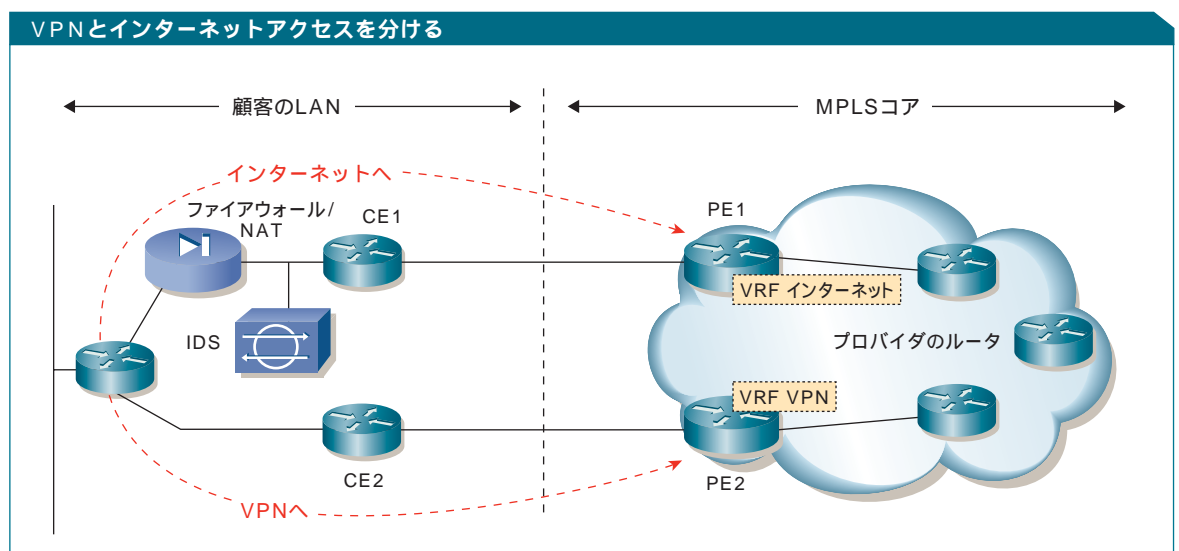 VPNとインターネットアクセスを分ける
顧客のLAN
MPLSコア
インターネットへ
ファイアウォール/
NAT
CE1
PE1
VRF インターネット
IDS
プロバイダのルータ
VRF VPN
CE2
PE2
VPNへ